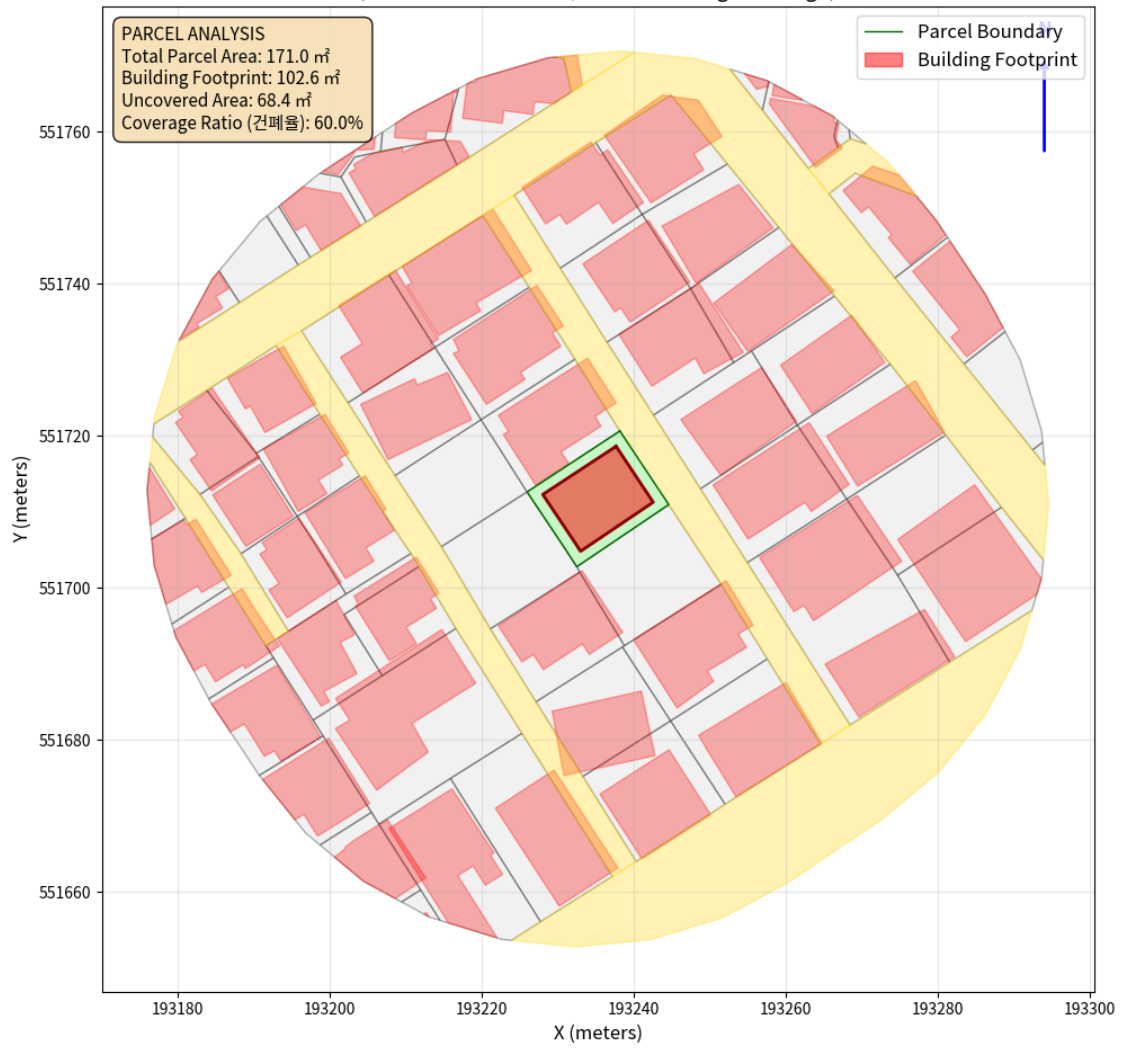 PARCEL ANALYSIS
Total Parcel Area: 171.0 ㎡
Building Footprint: 102.6 ㎡
Uncovered Area: 68.4 ㎡
Coverage Ratio (건폐율): 60.0%
Parcel Boundary
Building Footprint
N
551760
551740
551720
551700
551680
551660
Y (meters)
193180
193200
193220
193240
193260
193280
193300
X (meters)